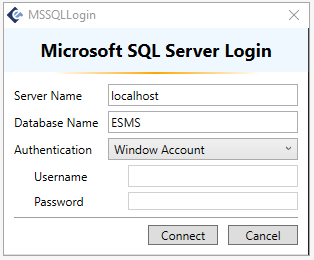 MSSQLLogin
Microsoft SQL Server Login
Server Name localhost
Database Name ESMS
Authentication Window Account
Username
Password
Connect Cancel